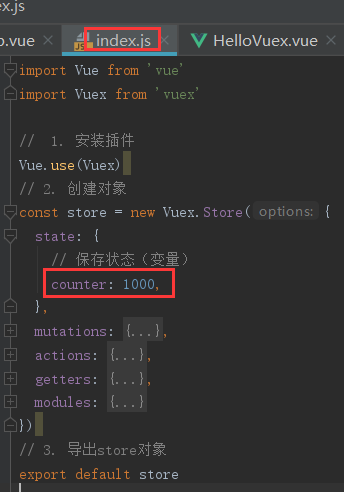 ex.js
p.vue × index.js × HelloVuex.vue ×
import Vue from 'vue'
import Vuex from 'vuex'
// 1. 安装插件
Vue.use(Vuex)
// 2. 创建对象
const store = new Vuex.Store( options: {
state: {
// 保存状态（变量）
counter: 1000,
},
mutations: {...},
actions: {...},
getters: {...},
modules: {...}
})
// 3. 导出store对象
export default store